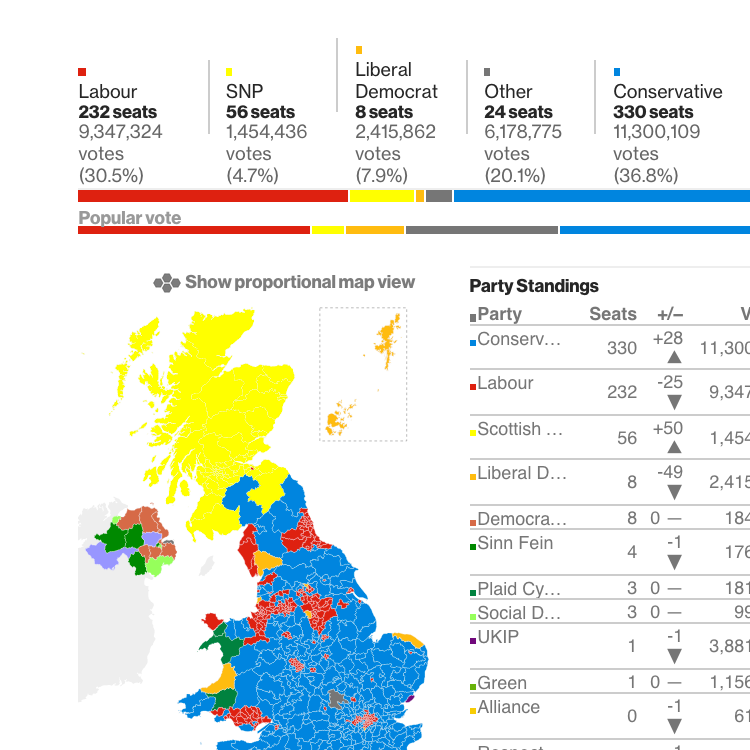 Labour
232 seats
9,347,324
votes
(30.5%)
SNP
56 seats
1,454,436
votes
(4.7%)
Liberal
Democrat
8 seats
2,415,862
votes
(7.9%)
Other
24 seats
6,178,775
votes
(20.1%)
Conservative
330 seats
11,300,109
votes
(36.8%)
Popular vote
Show proportional map view
Party Standings
Party Seats +/– V
Conserv… 330 +28 11,300
Labour 232 -25 9,347
Scottish … 56 +50 1,454
Liberal D… 8 -49 2,415
Democra… 8 0 — 184
Sinn Fein 4 -1 176
Plaid Cy… 3 0 — 181
Social D… 3 0 — 99
UKIP 1 -1 3,881
Green 1 0 — 1,156
Alliance 0 -1 61